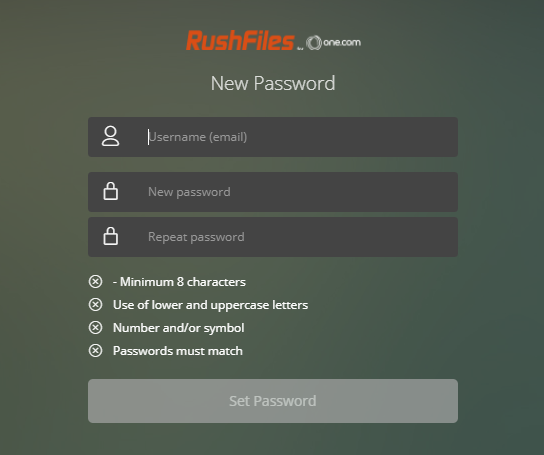 RushFiles
one.com
New Password
Username (email)
New password
Repeat password
- Minimum 8 characters
Use of lower and uppercase letters
Number and/or symbol
Passwords must match
Set Password